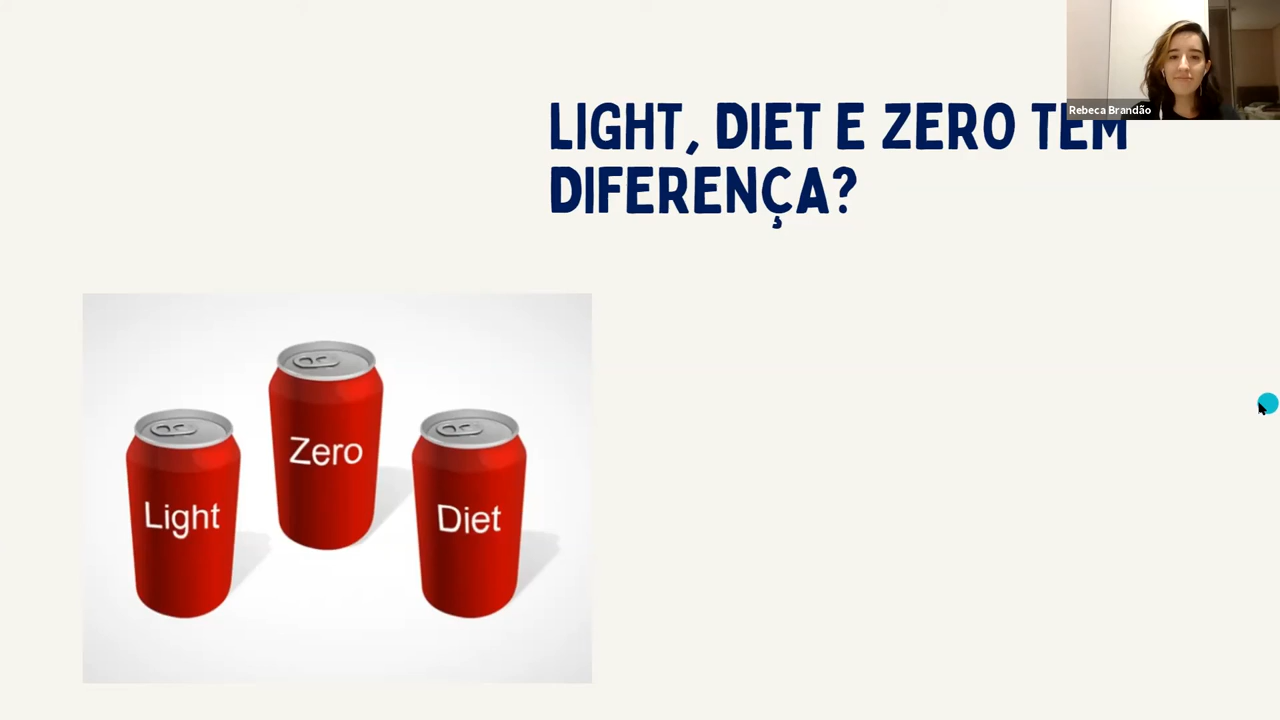 Rebeca Brandão
LIGHT, DIET E ZERO TEM
DIFERENÇA?
Zero
Light
Diet